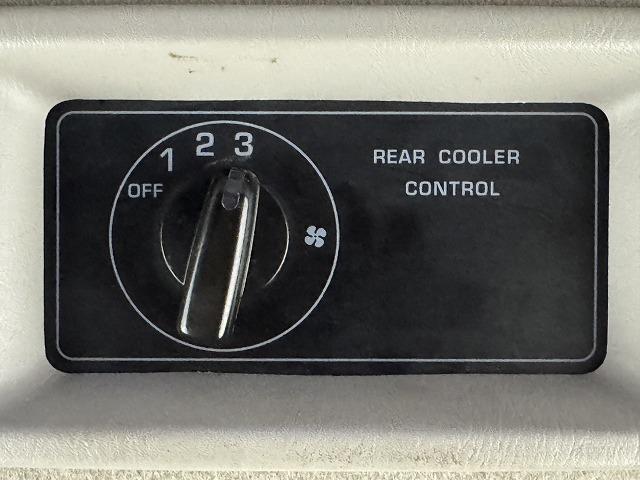 OFF 1 2 3
REAR COOLER
CONTROL